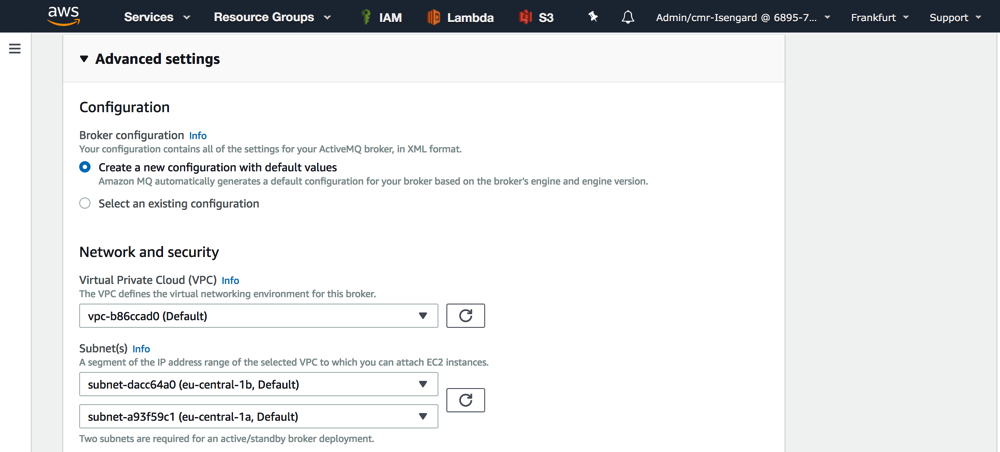 aws
Services Resource Groups IAM Lambda S3 Admin/cmr-Isengard @ 6895-7... Frankfurt Support
Advanced settings
Configuration
Broker configuration Info
Your configuration contains all of the settings for your ActiveMQ broker, in XML format.
Create a new configuration with default values
Amazon MQ automatically generates a default configuration for your broker based on the broker's engine and engine version.
Select an existing configuration
Network and security
Virtual Private Cloud (VPC) Info
The VPC defines the virtual networking environment for this broker.
vpc-b86ccad0 (Default)
Subnet(s) Info
A segment of the IP address range of the selected VPC to which you can attach EC2 instances.
subnet-dacc64a0 (eu-central-1b, Default)
subnet-a93f59c1 (eu-central-1a, Default)
Two subnets are required for an active/standby broker deployment.